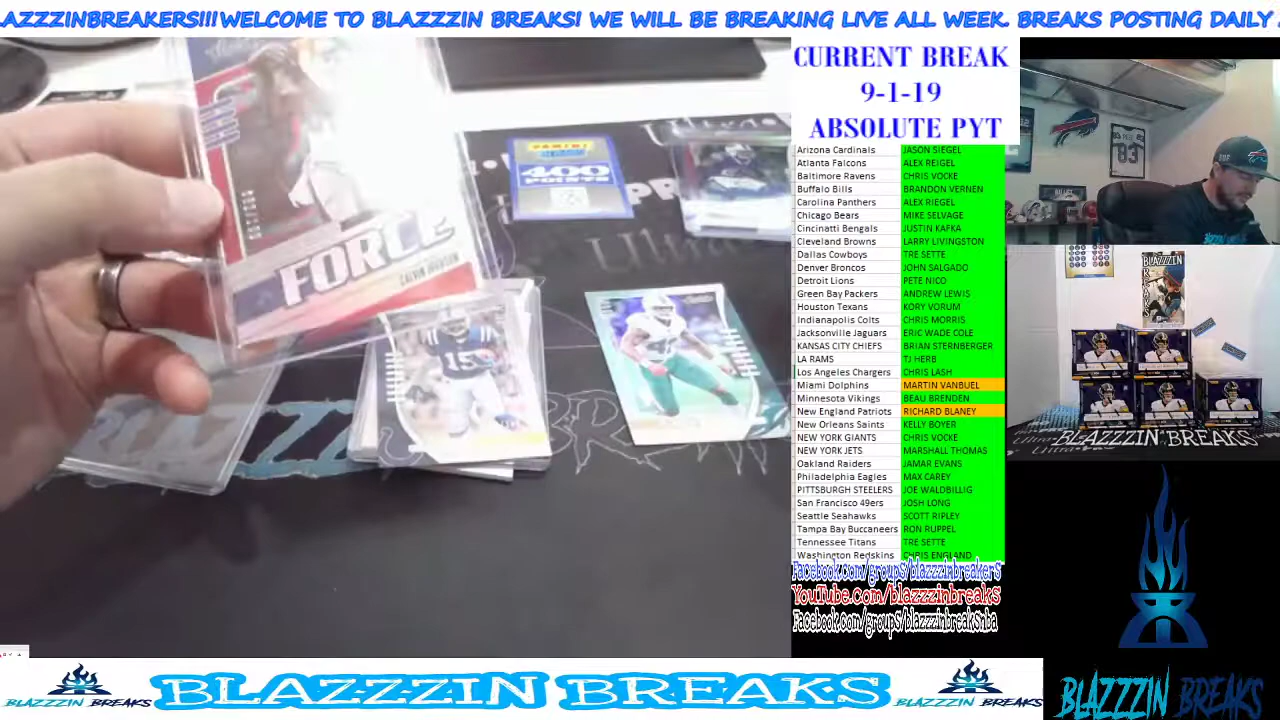 AZZZINBREAKERS!!! WELCOME TO BLAZZZIN BREAKS! WE WILL BE BREAKING LIVE ALL WEEK. BREAKS POSTING DAILY
CURRENT BREAK
9-1-19
ABSOLUTE PYT
Arizona Cardinals JASON SIEGEL
Atlanta Falcons ALEX REIGEL
Baltimore Ravens CHRIS VOCKE
Buffalo Bills BRANDON VERNEN
Carolina Panthers ALEX RIEGEL
Chicago Bears MIKE SELVAGE
Cincinatti Bengals JUSTIN KAFKA
Cleveland Browns LARRY LIVINGSTON
Dallas Cowboys TRE SETTE
Denver Broncos JOHN SALGADO
Detroit Lions PETE NICO
Green Bay Packers ANDREW LEWIS
Houston Texans KORY VORUM
Indianapolis Colts CHRIS MORRIS
Jacksonville Jaguars ERIC WADE COLE
KANSAS CITY CHIEFS BRIAN STERNBERGER
LA RAMS TJ HERB
Los Angeles Chargers CHRIS LASH
Miami Dolphins MARTIN VANBUEL
Minnesota Vikings BEAU BRENDEN
New England Patriots RICHARD BLANEY
New Orleans Saints KELLY BOYER
NEW YORK GIANTS CHRIS VOCKE
NEW YORK JETS MARSHALL THOMAS
Oakland Raiders JAMAR EVANS
Philadelphia Eagles MAX CAREY
PITTSBURGH STEELERS JOE WALDBILLIG
San Francisco 49ers JOSH LONG
Seattle Seahawks SCOTT RIPLEY
Tampa Bay Buccaneers RON RUPPEL
Tennessee Titans TRE SETTE
Washington Redskins CHRIS ENGLAND
Facebook.com/groups/blazzzinbreakers
YouTube.com/blazzzinbreaks
Facebook.com/groups/blazzzinbreaksnba
PANINI
400
POINTS
FORCE
15
83
BLAZZZIN
BLAZZZIN BREAKS
BLAZZZIN BREAKS
BLAZZZIN BREAKS
BLAZZZIN BREAKS
BLAZZZIN BREAKS